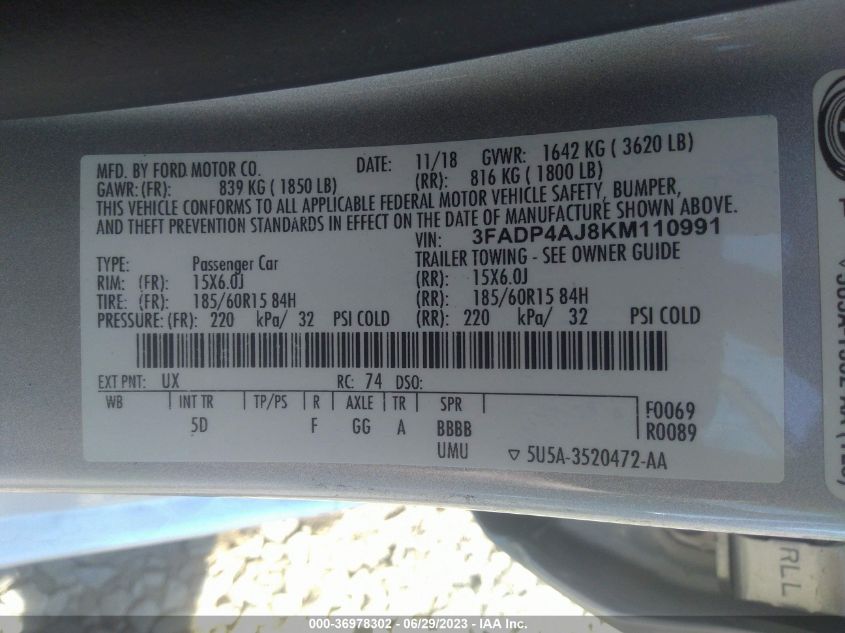 MFD. BY FORD MOTOR CO. DATE: 11/18 GVWR: 1642 KG ( 3620 LB)
GAWR: (FR): 839 KG ( 1850 LB) (RR): 816 KG ( 1800 LB)
THIS VEHICLE CONFORMS TO ALL APPLICABLE FEDERAL MOTOR VEHICLE SAFETY, BUMPER,
AND THEFT PREVENTION STANDARDS IN EFFECT ON THE DATE OF MANUFACTURE SHOWN ABOVE.
VIN: 3FADP4AJ8KM110991
TYPE: Passenger Car TRAILER TOWING - SEE OWNER GUIDE
RIM: (FR): 15X6.0J (RR): 15X6.0J
TIRE: (FR): 185/60R15 84H (RR): 185/60R15 84H
PRESSURE: (FR): 220 kPa/ 32 PSI COLD (RR): 220 kPa/ 32 PSI COLD
EXT PNT: UX RC: 74 DSO:
WB INT TR TP/PS R AXLE TR SPR F0069
5D F GG A BBBB R0089
UMU ▽ 5U5A-3520472-AA
RLL
000-36978302 - 06/29/2023 - IAA Inc.